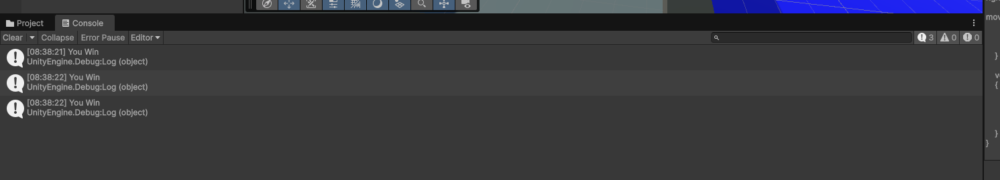 Project
Console
Clear
Collapse
Error Pause
Editor
3
0
0
[08:38:21] You Win
UnityEngine.Debug:Log (object)
[08:38:22] You Win
UnityEngine.Debug:Log (object)
[08:38:22] You Win
UnityEngine.Debug:Log (object)
mov
}
{
}
}